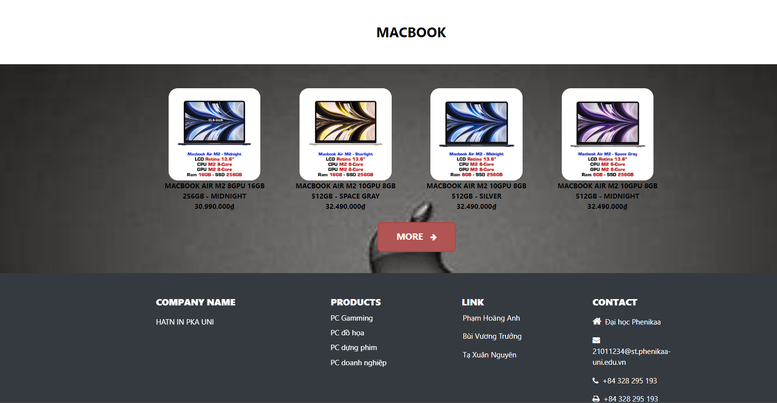 MACBOOK
13.6 inch
Macbook Air M2 - Midnight
LCD Retina 13.6"
CPU M2 8-Core
GPU M2 8-Core
Ram 16GB - SSD 256GB
MACBOOK AIR M2 8GPU 16GB
256GB - MIDNIGHT
30.990.000₫
Macbook Air M2 - Starlight
LCD Retina 13.6"
CPU M2 8-Core
GPU M2 8-Core
Ram 16GB - SSD 256GB
MACBOOK AIR M2 10GPU 8GB
512GB - SPACE GRAY
32.490.000₫
Macbook Air M2 - Midnight
LCD Retina 13.6"
CPU M2 8-Core
GPU M2 8-Core
Ram 8GB - SSD 256GB
MACBOOK AIR M2 10GPU 8GB
512GB - SILVER
32.490.000₫
Macbook Air M2 - Space Gray
LCD Retina 13.6"
CPU M2 8-Core
GPU M2 8-Core
Ram 8GB - SSD 256GB
MACBOOK AIR M2 10GPU 8GB
512GB - MIDNIGHT
32.490.000₫
MORE
COMPANY NAME
HATN IN PKA UNI
PRODUCTS
PC Gamming
PC đồ họa
PC dựng phim
PC doanh nghiệp
LINK
Phạm Hoàng Anh
Bùi Vương Trưởng
Tạ Xuân Nguyên
CONTACT
Đại học Phenikaa
21011234@st.phenikaa-
uni.edu.vn
+84 328 295 193
+84 328 295 193